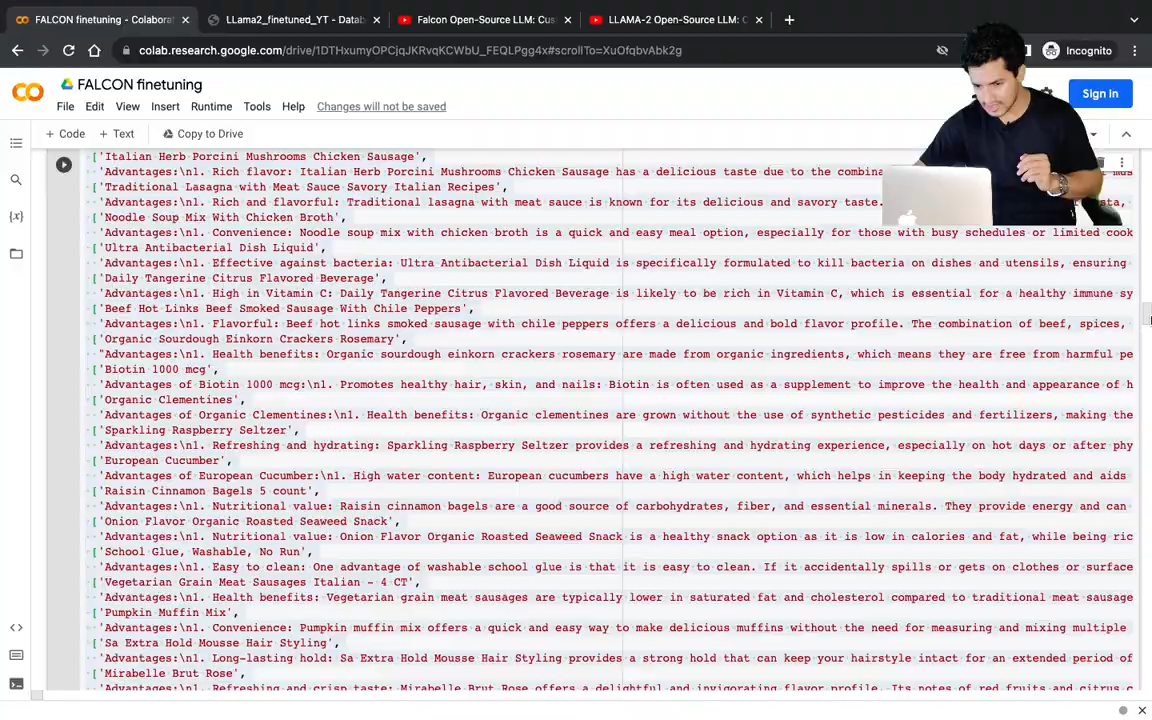 FALCON finetuning - Colaborat
LLama2_finetuned_YT - Datab
Falcon Open-Source LLM: Cus
LLAMA-2 Open-Source LLM: C
colab.research.google.com/drive/1DTHxumyOPCjqJKRvqKCWbU_FEQLPgg4x#scrollTo=XuOfqbvAbk2g
Incognito
FALCON finetuning
Sign in
File Edit View Insert Runtime Tools Help Changes will not be saved
+ Code + Text Copy to Drive
['Italian Herb Porcini Mushrooms Chicken Sausage',
'Advantages:\n1. Rich flavor: Italian Herb Porcini Mushrooms Chicken Sausage has a delicious taste due to the combina
['Traditional Lasagna with Meat Sauce Savory Italian Recipes',
'Advantages:\n1. Rich and flavorful: Traditional lasagna with meat sauce is known for its delicious and savory taste.
['Noodle Soup Mix With Chicken Broth',
'Advantages:\n1. Convenience: Noodle soup mix with chicken broth is a quick and easy meal option, especially for those with busy schedules or limited cook
['Ultra Antibacterial Dish Liquid',
'Advantages:\n1. Effective against bacteria: Ultra Antibacterial Dish Liquid is specifically formulated to kill bacteria on dishes and utensils, ensuring
['Daily Tangerine Citrus Flavored Beverage',
'Advantages:\n1. High in Vitamin C: Daily Tangerine Citrus Flavored Beverage is likely to be rich in Vitamin C, which is essential for a healthy immune sy
['Beef Hot Links Beef Smoked Sausage With Chile Peppers',
'Advantages:\n1. Flavorful: Beef hot links smoked sausage with chile peppers offers a delicious and bold flavor profile. The combination of beef, spices,
['Organic Sourdough Einkorn Crackers Rosemary',
"Advantages:\n1. Health benefits: Organic sourdough einkorn crackers rosemary are made from organic ingredients, which means they are free from harmful pe
['Biotin 1000 mcg',
'Advantages of Biotin 1000 mcg:\n1. Promotes healthy hair, skin, and nails: Biotin is often used as a supplement to improve the health and appearance of h
['Organic Clementines',
'Advantages of Organic Clementines:\n1. Health benefits: Organic clementines are grown without the use of synthetic pesticides and fertilizers, making the
['Sparkling Raspberry Seltzer',
'Advantages:\n1. Refreshing and hydrating: Sparkling Raspberry Seltzer provides a refreshing and hydrating experience, especially on hot days or after phy
['European Cucumber',
'Advantages of European Cucumber:\n1. High water content: European cucumbers have a high water content, which helps in keeping the body hydrated and aids
['Raisin Cinnamon Bagels 5 count',
'Advantages:\n1. Nutritional value: Raisin cinnamon bagels are a good source of carbohydrates, fiber, and essential minerals. They provide energy and can
['Onion Flavor Organic Roasted Seaweed Snack',
'Advantages:\n1. Nutritional value: Onion Flavor Organic Roasted Seaweed Snack is a healthy snack option as it is low in calories and fat, while being ric
['School Glue, Washable, No Run',
'Advantages:\n1. Easy to clean: One advantage of washable school glue is that it is easy to clean. If it accidentally spills or gets on clothes or surface
['Vegetarian Grain Meat Sausages Italian - 4 CT',
'Advantages:\n1. Health benefits: Vegetarian grain meat sausages are typically lower in saturated fat and cholesterol compared to traditional meat sausage
['Pumpkin Muffin Mix',
'Advantages:\n1. Convenience: Pumpkin muffin mix offers a quick and easy way to make delicious muffins without the need for measuring and mixing multiple
['Sa Extra Hold Mousse Hair Styling',
'Advantages:\n1. Long-lasting hold: Sa Extra Hold Mousse Hair Styling provides a strong hold that can keep your hairstyle intact for an extended period of
['Mirabelle Brut Rose',
'Advantages:\n1. Refreshing and crisp taste: Mirabelle Brut Rose offers a delightful and invigorating flavor profile. Its notes of red fruits and citrus c